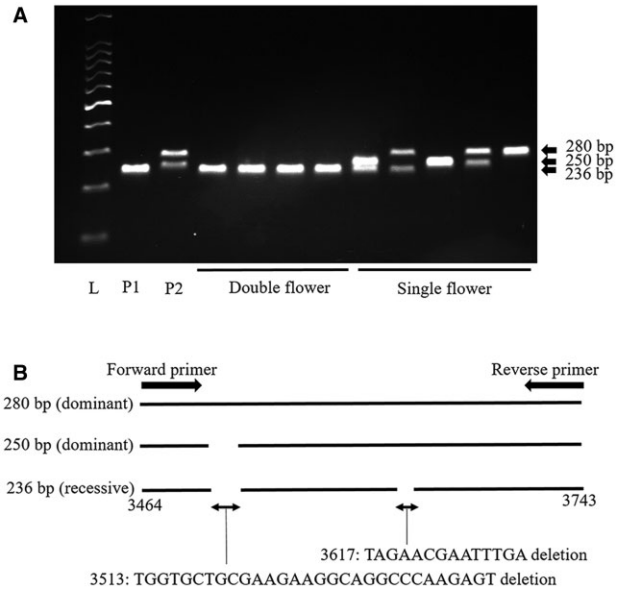 A
280 bp
250 bp
236 bp
L P1 P2 Double flower Single flower
B
Forward primer Reverse primer
280 bp (dominant)
250 bp (dominant)
236 bp (recessive)
3464 3743
3617: TAGAACGAATTTGA deletion
3513: TGGTGCTGCGAAGAAGGCAGGCCCAAGAGT deletion